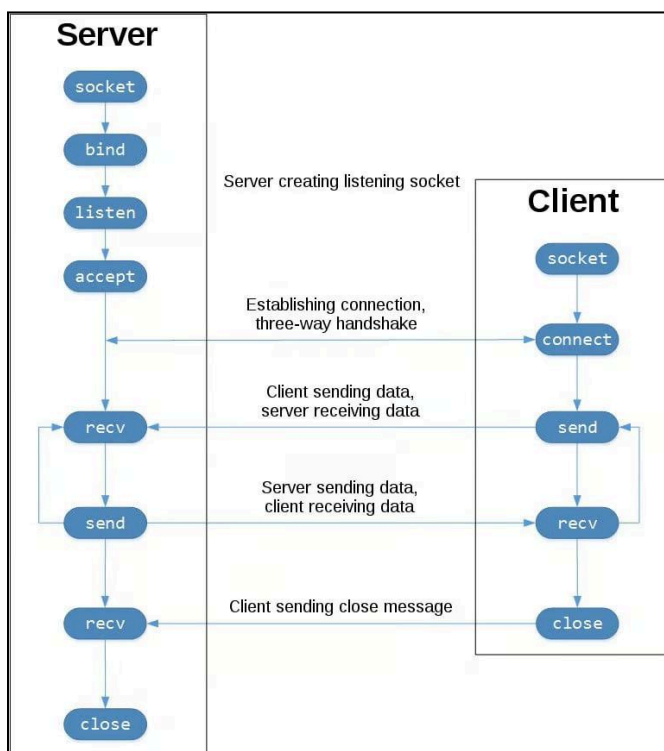 Server
socket
bind
listen
accept
Server creating listening socket
Client
socket
Establishing connection,
three-way handshake
connect
Client sending data,
server receiving data
recv
send
Server sending data,
client receiving data
send
recv
Client sending close message
recv
close
close